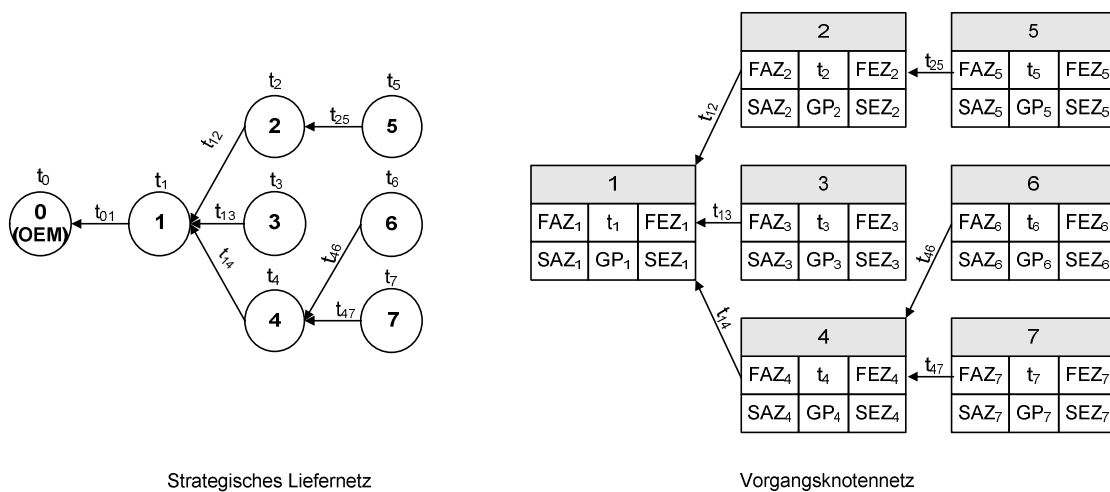 t0
0
(OEM)
t01
t1
1
t12
t13
t14
t2
2
t3
3
t4
4
t25
t46
t47
t5
5
t6
6
t7
7
Strategisches Liefernetz
1
FAZ1 t1 FEZ1
SAZ1 GP1 SEZ1
t12
t13
t14
2
FAZ2 t2 FEZ2
SAZ2 GP2 SEZ2
3
FAZ3 t3 FEZ3
SAZ3 GP3 SEZ3
4
FAZ4 t4 FEZ4
SAZ4 GP4 SEZ4
t25
t46
t47
5
FAZ5 t5 FEZ5
SAZ5 GP5 SEZ5
6
FAZ6 t6 FEZ6
SAZ6 GP6 SEZ6
7
FAZ7 t7 FEZ7
SAZ7 GP7 SEZ7
Vorgangsknotennetz